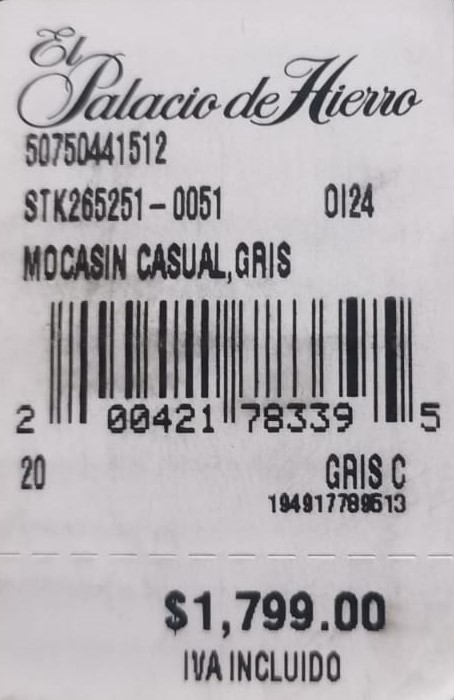 El
Palacio de Hierro
50750441512
STK265251-0051 OI24
MOCASIN CASUAL,GRIS
2 00421 78339 5
20 GRIS C
194917789513
$1,799.00
IVA INCLUIDO